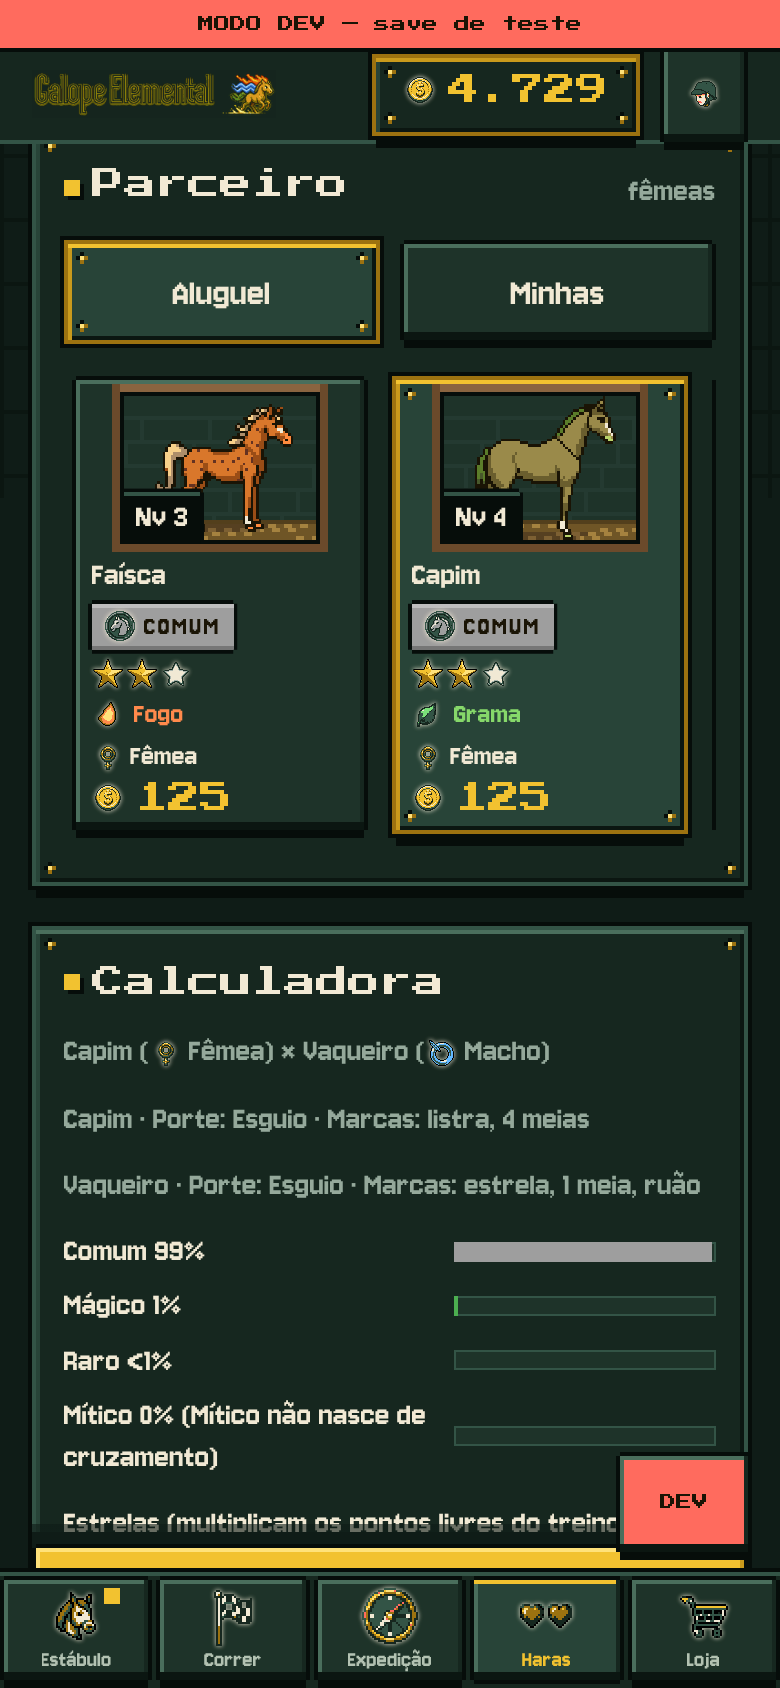 MODO DEV — save de teste
Galope Elemental
4.729
Parceiro
fêmeas
Aluguel
Minhas
Nv 3
Nv 4
Faísca
Capim
COMUM
COMUM
Fogo
Grama
Fêmea
Fêmea
125
125
Calculadora
Capim ( Fêmea) × Vaqueiro ( Macho)
Capim · Porte: Esguio · Marcas: listra, 4 meias
Vaqueiro · Porte: Esguio · Marcas: estrela, 1 meia, ruão
Comum 99%
Mágico 1%
Raro <1%
Mítico 0% (Mítico não nasce de
cruzamento)
Estrelas (multiplicam os pontos livres do
DEV
Estábulo
Correr
Expedição
Haras
Loja